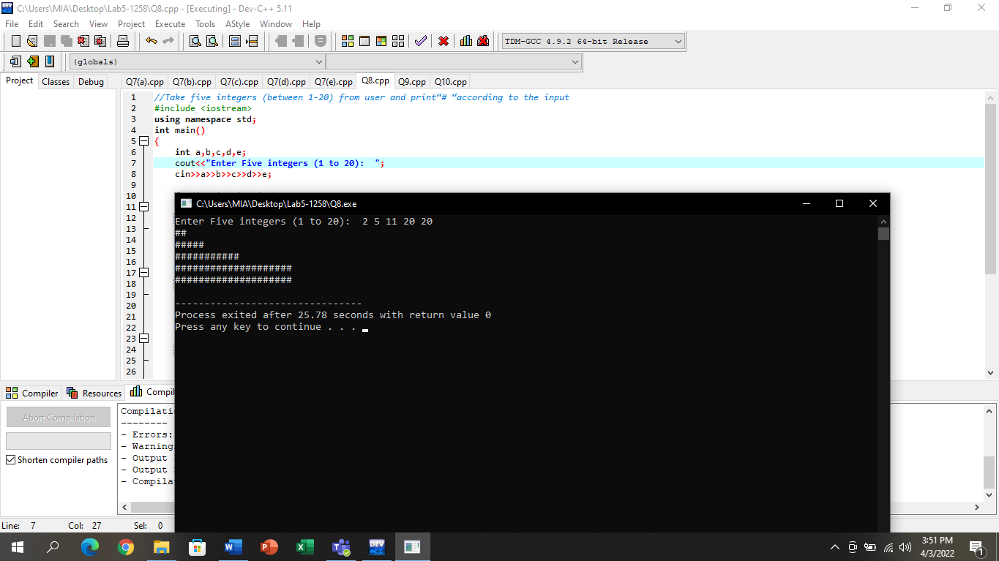 C:\Users\MIA\Desktop\Lab5-1258\Q8.cpp - [Executing] - Dev-C++ 5.11
File Edit Search View Project Execute Tools AStyle Window Help
TDM-GCC 4.9.2 64-bit Release
(globals)
Project Classes Debug Q7(a).cpp Q7(b).cpp Q7(c).cpp Q7(d).cpp Q7(e).cpp Q8.cpp Q9.cpp Q10.cpp
1 //Take five integers (between 1-20) from user and print“# “according to the input
2 #include <iostream>
3 using namespace std;
4 int main()
5 {
6 int a,b,c,d,e;
7 cout<<"Enter Five integers (1 to 20):  ";
8 cin>>a>>b>>c>>d>>e;
9
10
11
12
13
14
15
16
17
18
19
20
21
22
23
24
25
26
C:\Users\MIA\Desktop\Lab5-1258\Q8.exe
Enter Five integers (1 to 20):  2 5 11 20 20
##
#####
###########
####################
####################
--------------------------------
Process exited after 25.78 seconds with return value 0
Press any key to continue . . .
Compiler Resources Compil
Abort Compilation
Shorten compiler paths
Compilati
--------
- Errors:
- Warning
- Output
- Output
- Compila
Line: 7 Col: 27 Sel: 0
DEV
3:51 PM
4/3/2022
1